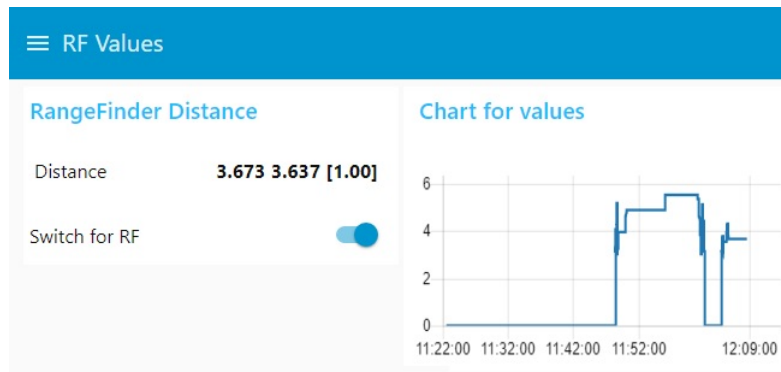 RF Values
RangeFinder Distance
Distance 3.673 3.637 [1.00]
Switch for RF
Chart for values
6
4
2
0
11:22:00 11:32:00 11:42:00 11:52:00 12:09:00